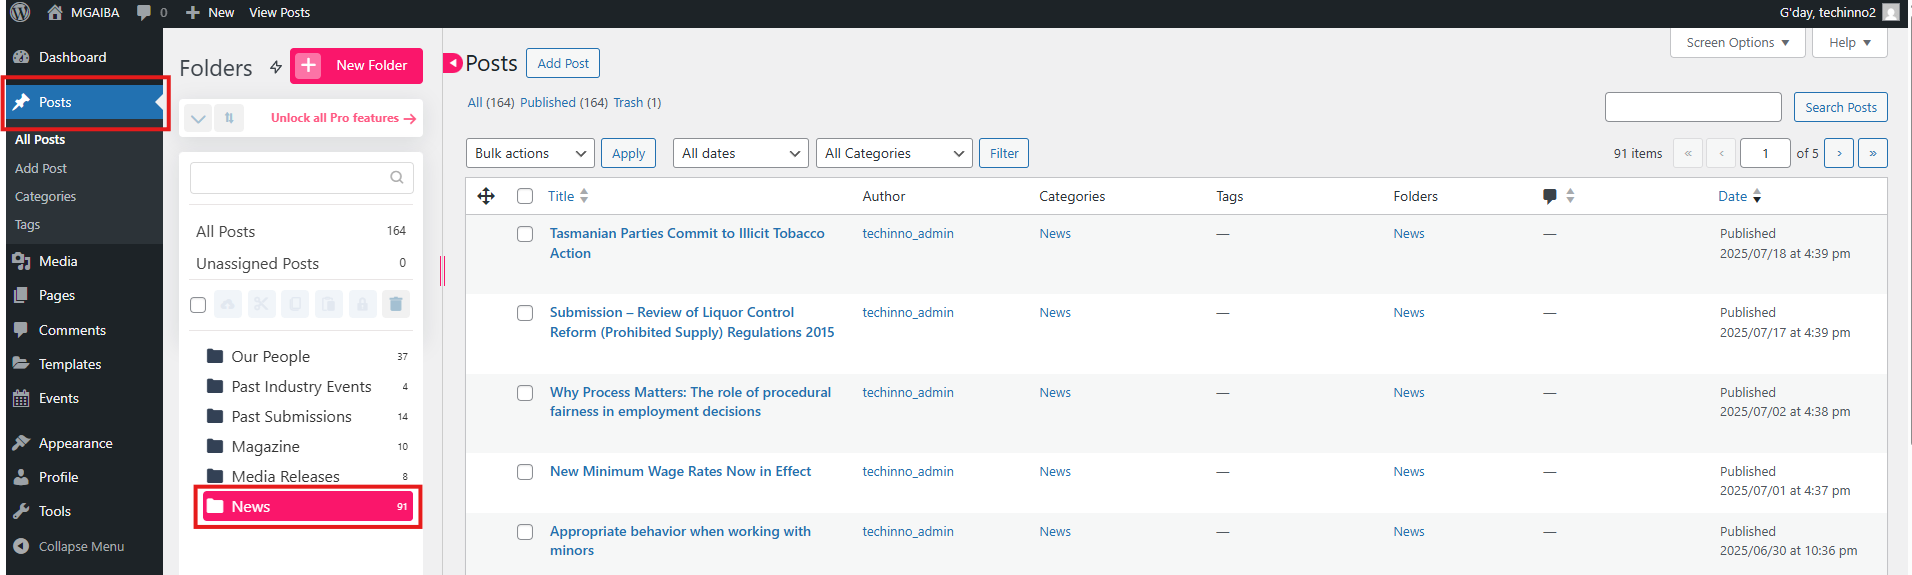 MGAIBA 0 New View Posts G'day, techinno2
Dashboard
Posts
All Posts
Add Post
Categories
Tags
Media
Pages
Comments
Templates
Events
Appearance
Profile
Tools
Collapse Menu
Folders New Folder
Unlock all Pro features →
All Posts 164
Unassigned Posts 0
Our People 37
Past Industry Events 4
Past Submissions 14
Magazine 10
Media Releases 8
News 91
Screen Options Help
Posts Add Post
All (164) Published (164) Trash (1)
Search Posts
Bulk actions Apply All dates All Categories Filter 91 items « ‹ 1 of 5 › »
Title Author Categories Tags Folders Date
Tasmanian Parties Commit to Illicit Tobacco techinno_admin News — News — Published
Action 2025/07/18 at 4:39 pm
Submission – Review of Liquor Control techinno_admin News — News — Published
Reform (Prohibited Supply) Regulations 2015 2025/07/17 at 4:39 pm
Why Process Matters: The role of procedural techinno_admin News — News — Published
fairness in employment decisions 2025/07/02 at 4:38 pm
New Minimum Wage Rates Now in Effect techinno_admin News — News — Published
2025/07/01 at 4:37 pm
Appropriate behavior when working with techinno_admin News — News — Published
minors 2025/06/30 at 10:36 pm